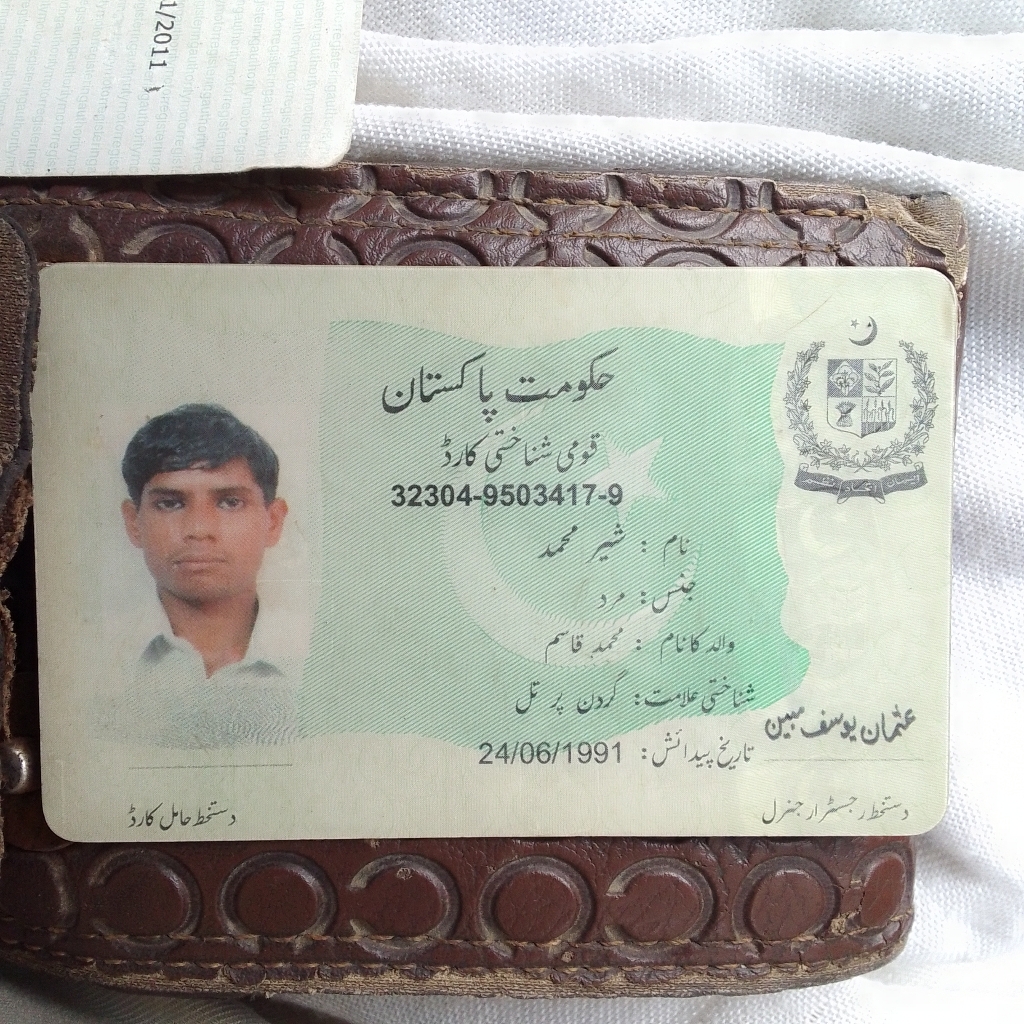 1/2011
حکومت پاکستان
قومی شناختی کارڈ
32304-9503417-9
نام : شیر محمد
جنس: مرد
والد کا نام : محمد قاسم
شناختی علامت: گردن پر تل
تاریخ پیدائش: 24/06/1991
عثمان یوسف مبین
دستخط حامل کارڈ
دستخط رجسٹرار جنرل